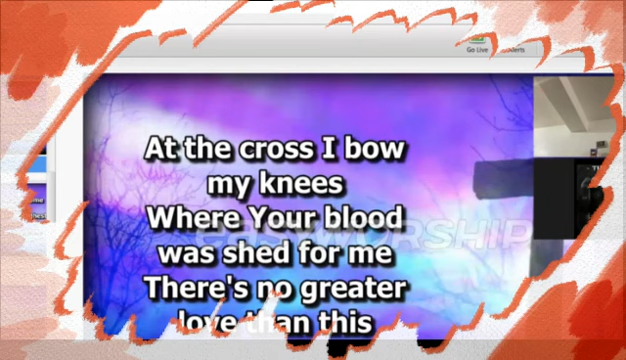 Go Live
At the cross I bow
my knees
Where Your blood
EASYWORSHIP
was shed for me
There's no greater
love than this